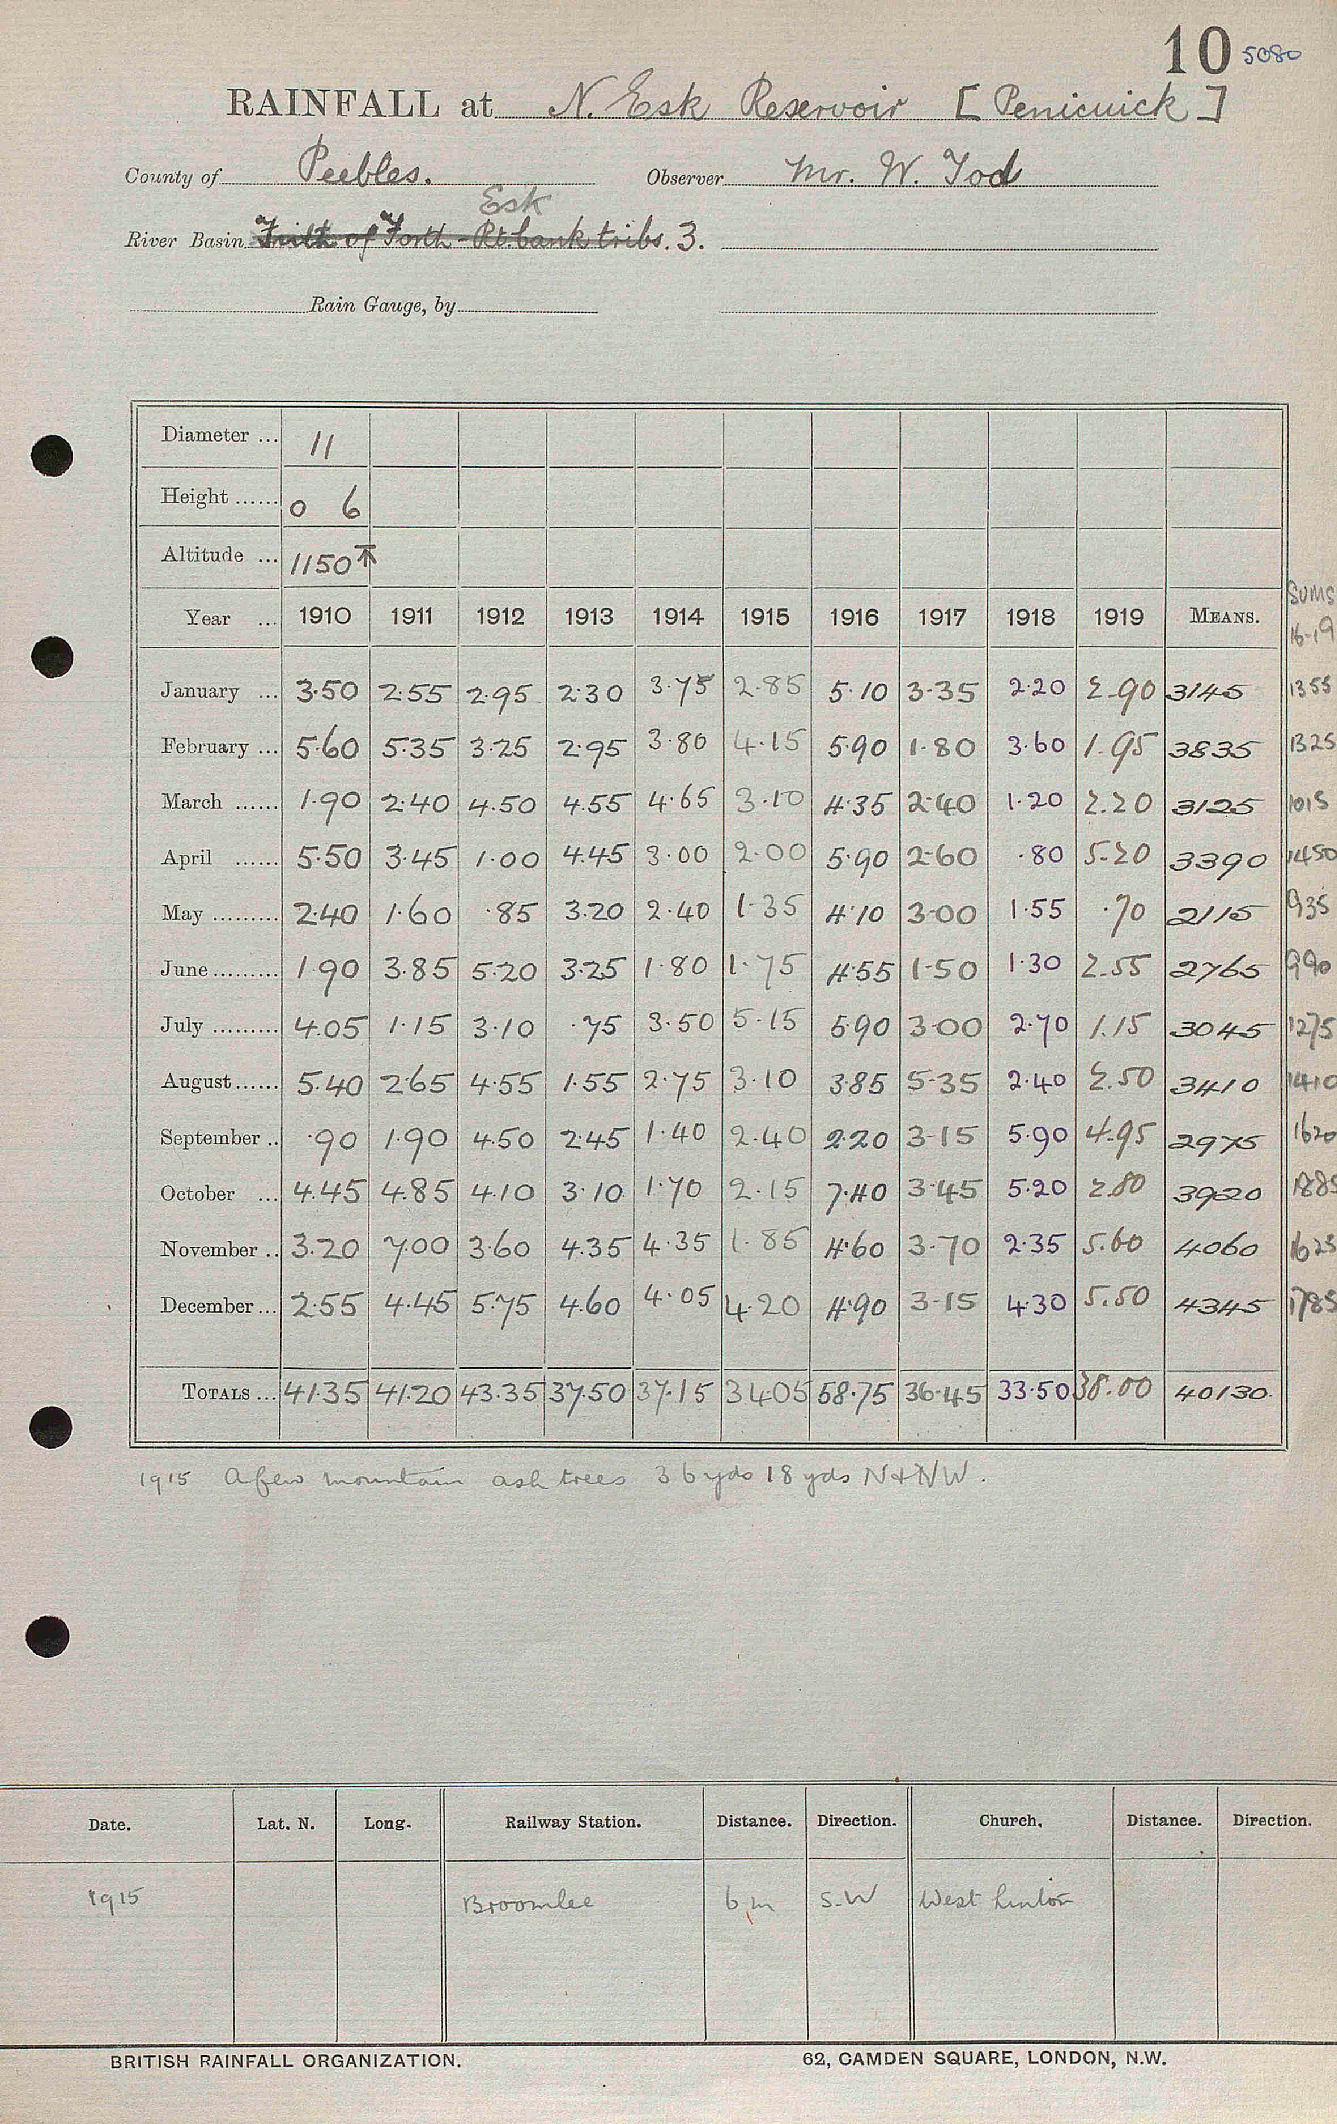 10 5080
RAINFALL at N. Esk Reservoir [Penicuick]
County of Peebles. Observer Mr. W. Tod
Esk
River Basin Frith of Forth - Rt. bank tribs. 3.
Rain Gauge, by
Diameter ... 11
Height ...... 0 6
Altitude ... 1150
SUMS
Year ... 1910 1911 1912 1913 1914 1915 1916 1917 1918 1919 MEANS. 16-19
January ... 3.50 2.55 2.95 2.30 3.75 2.85 5.10 3.35 2.20 2.90 3145 1355
February ... 5.60 5.35 3.25 2.95 3.80 4.15 5.90 1.80 3.60 1.95 3835 1325
March ...... 1.90 2.40 4.50 4.55 4.65 3.10 4.35 2.40 1.20 2.20 3125 1015
April ...... 5.50 3.45 1.00 4.45 3.00 2.00 5.90 2.60 .80 5.20 3390 1450
May ......... 2.40 1.60 .85 3.20 2.40 1.35 4.10 3.00 1.55 .70 2115 935
June ......... 1.90 3.85 5.20 3.25 1.80 1.75 4.55 1.50 1.30 2.55 2765 990
July ......... 4.05 1.15 3.10 .75 3.50 5.15 5.90 3.00 2.70 1.15 3045 1275
August...... 5.40 2.65 4.55 1.55 2.75 3.10 3.85 5.35 2.40 2.50 3410 1410
September .. .90 1.90 4.50 2.45 1.40 2.40 2.20 3.15 5.90 4.95 2975 1620
October ... 4.45 4.85 4.10 3.10 1.70 2.15 7.40 3.45 5.20 2.80 3920 1885
November .. 3.20 7.00 3.60 4.35 4.35 1.85 4.60 3.70 2.35 5.60 4060 1625
December ... 2.55 4.45 5.75 4.60 4.05 4.20 4.90 3.15 4.30 5.50 4345 1785
TOTALS ... 41.35 41.20 43.35 37.50 37.15 34.05 58.75 36.45 33.50 38.00 40130
1915 A few mountain ash trees 36 yds 18 yds N & NW.
Date. Lat. N. Long. Railway Station. Distance. Direction. Church. Distance. Direction.
1915 Broomlee 6 m S.W West Linton
BRITISH RAINFALL ORGANIZATION. 62, CAMDEN SQUARE, LONDON, N.W.